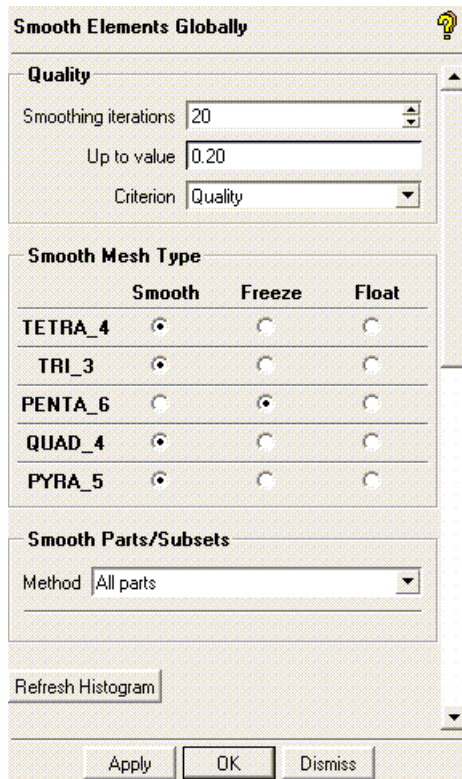 Smooth Elements Globally
Quality
Smoothing iterations 20
Up to value 0.20
Criterion Quality
Smooth Mesh Type
Smooth Freeze Float
TETRA_4
TRI_3
PENTA_6
QUAD_4
PYRA_5
Smooth Parts/Subsets
Method All parts
Refresh Histogram
Apply OK Dismiss